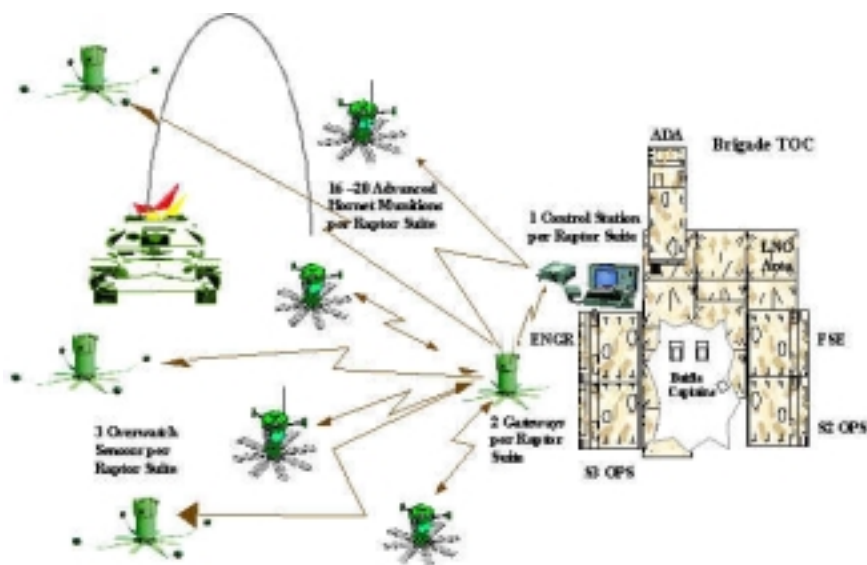 ADA
Brigade TOC
16 –20 Advanced
Hornet Munitions
per Raptor Suite
1 Control Station
per Raptor Suite
LNO
Area
ENGR
FSE
Battle
Captains
3 Overwatch
Sensors per
Raptor Suite
2 Gateways
per Raptor
Suite
S2 OPS
S3 OPS